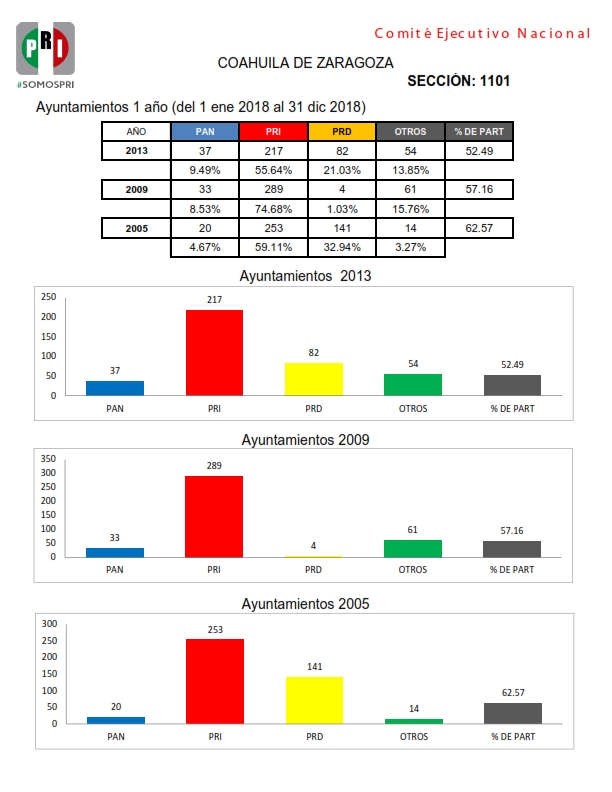 PRI
#SOMOSPRI
Comité Ejecutivo Nacional
COAHUILA DE ZARAGOZA
SECCIÓN: 1101
Ayuntamientos 1 año (del 1 ene 2018 al 31 dic 2018)
AÑO PAN PRI PRD OTROS % DE PART
2013 37 217 82 54 52.49
9.49% 55.64% 21.03% 13.85%
2009 33 289 4 61 57.16
8.53% 74.68% 1.03% 15.76%
2005 20 253 141 14 62.57
4.67% 59.11% 32.94% 3.27%
Ayuntamientos 2013
250
200
150
100
50
0
37 217 82 54 52.49
PAN PRI PRD OTROS % DE PART
Ayuntamientos 2009
350
300
250
200
150
100
50
0
33 289 4 61 57.16
PAN PRI PRD OTROS % DE PART
Ayuntamientos 2005
300
250
200
150
100
50
0
20 253 141 14 62.57
PAN PRI PRD OTROS % DE PART